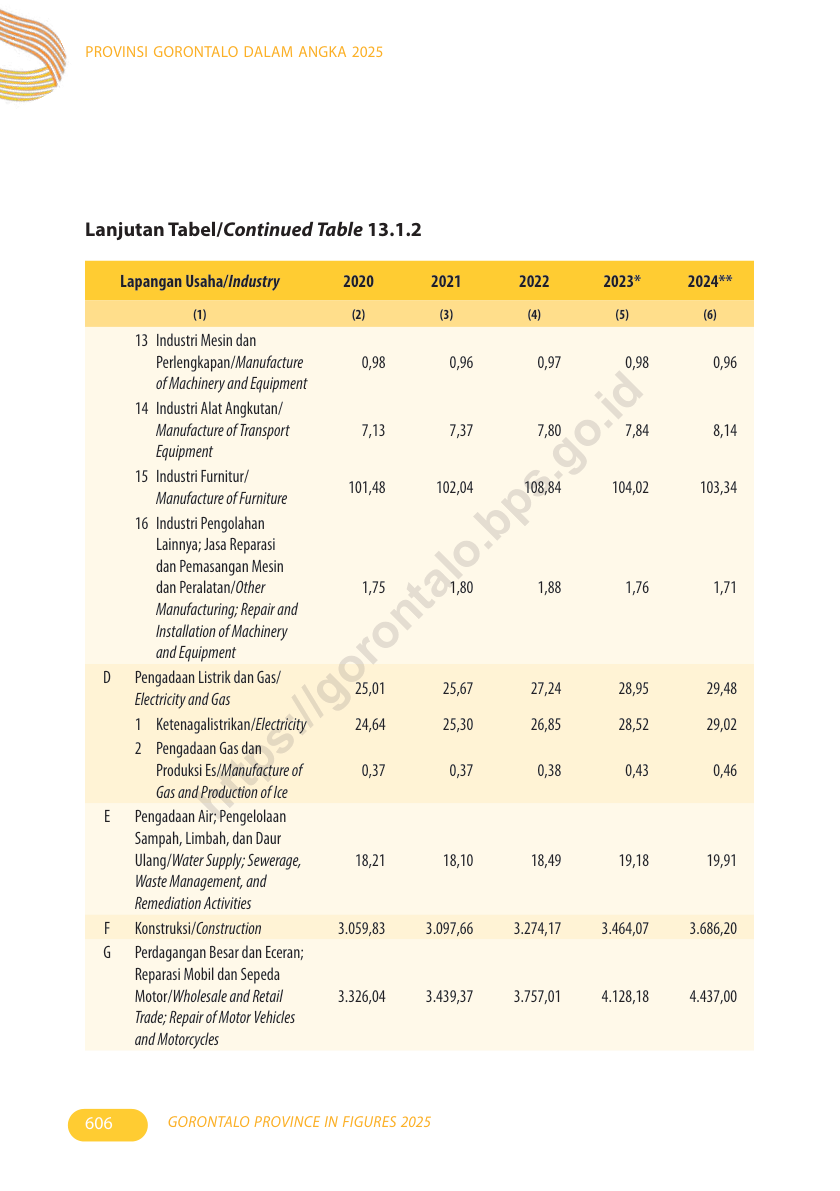 PROVINSI GORONTALO DALAM ANGKA 2025
Lanjutan Tabel/Continued Table 13.1.2
Lapangan Usaha/Industry 2020 2021 2022 2023* 2024**
(1) (2) (3) (4) (5) (6)
13 Industri Mesin dan
Perlengkapan/Manufacture 0,98 0,96 0,97 0,98 0,96
of Machinery and Equipment
14 Industri Alat Angkutan/
Manufacture of Transport 7,13 7,37 7,80 7,84 8,14
Equipment
15 Industri Furnitur/
Manufacture of Furniture 101,48 102,04 108,84 104,02 103,34
16 Industri Pengolahan
Lainnya; Jasa Reparasi
dan Pemasangan Mesin
dan Peralatan/Other 1,75 1,80 1,88 1,76 1,71
Manufacturing; Repair and
Installation of Machinery
and Equipment
D Pengadaan Listrik dan Gas/
Electricity and Gas 25,01 25,67 27,24 28,95 29,48
1 Ketenagalistrikan/Electricity 24,64 25,30 26,85 28,52 29,02
2 Pengadaan Gas dan
Produksi Es/Manufacture of 0,37 0,37 0,38 0,43 0,46
Gas and Production of Ice
E Pengadaan Air; Pengelolaan
Sampah, Limbah, dan Daur
Ulang/Water Supply; Sewerage, 18,21 18,10 18,49 19,18 19,91
Waste Management, and
Remediation Activities
F Konstruksi/Construction 3.059,83 3.097,66 3.274,17 3.464,07 3.686,20
G Perdagangan Besar dan Eceran;
Reparasi Mobil dan Sepeda
Motor/Wholesale and Retail 3.326,04 3.439,37 3.757,01 4.128,18 4.437,00
Trade; Repair of Motor Vehicles
and Motorcycles
https://gorontalo.bps.go.id
606 GORONTALO PROVINCE IN FIGURES 2025